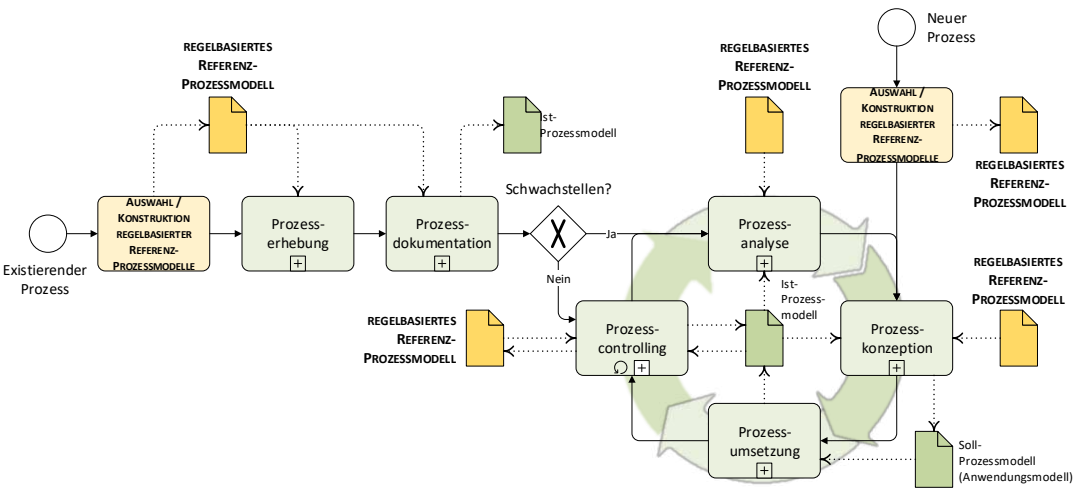 Neuer
Prozess
REGELBASIERTES
REFERENZ-
PROZESSMODELL
REGELBASIERTES
REFERENZ-
PROZESSMODELL
AUSWAHL /
KONSTRUKTION
REGELBASIERTER
REFERENZ-
PROZESSMODELLE
REGELBASIERTES
REFERENZ-
PROZESSMODELL
Ist-
Prozessmodell
Schwachstellen?
AUSWAHL /
KONSTRUKTION
REGELBASIERTER
REFERENZ-
PROZESSMODELLE
Prozess-
erhebung
Prozess-
dokumentation
Ja
Nein
Prozess-
analyse
Existierender
Prozess
REGELBASIERTES
REFERENZ-
PROZESSMODELL
Ist-
Prozess-
modell
REGELBASIERTES
REFERENZ-
PROZESSMODELL
Prozess-
controlling
Prozess-
konzeption
Prozess-
umsetzung
Soll-
Prozessmodell
(Anwendungsmodell)